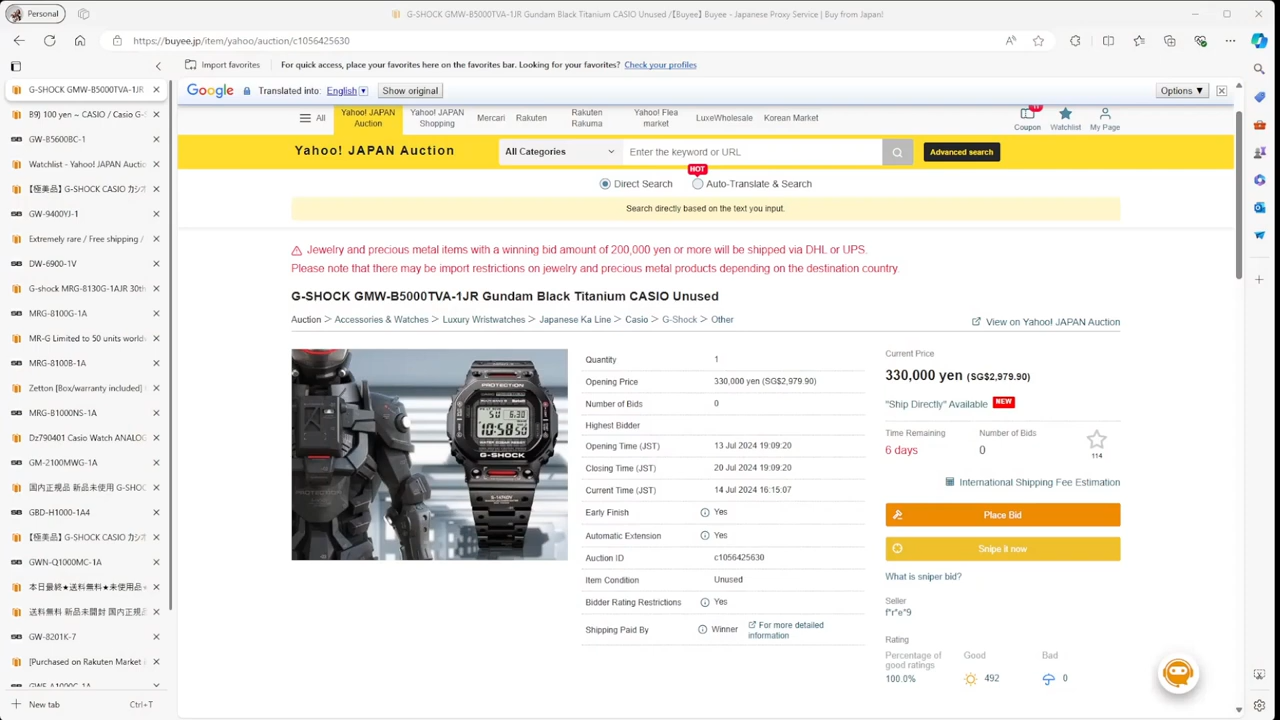 Personal
G-SHOCK GMW-B5000TVA-1JR Gundam Black Titanium CASIO Unused /【Buyee】 Buyee - Japanese Proxy Service | Buy from Japan!
https://buyee.jp/item/yahoo/auction/c1056425630
Import favorites
For quick access, place your favorites here on the favorites bar. Looking for your favorites? Check your profiles
G-SHOCK GMW-B5000TVA-1JR
B9) 100 yen ~ CASIO / Casio G-
GW-B5600BC-1
Watchlist - Yahoo! JAPAN Auctic
【極美品】G-SHOCK CASIO カシ
GW-9400YJ-1
Extremely rare / Free shipping /
DW-6900-1V
G-shock MRG-8130G-1AJR 30th
MRG-8100G-1A
MR-G Limited to 50 units world
MRG-8100B-1A
Zetton [Box/warranty included]
MRG-81000NS-1A
Dz790401 Casio Watch ANALOG
GM-2100MWG-1A
国内正規品 新品未使用 G-SHOC
GBD-H1000-1A4
【極美品】G-SHOCK CASIO カシ
GWN-Q1000MC-1A
本日最終★送料無料★未使用品★
送料無料 新品未開封 国内正規品
GW-8201K-7
[Purchased on Rakuten Market
GWF-A1000C-1A
New tab
Ctrl+T
Google
Translated into: English ▼
Show original
Options ▼
All
Yahoo! JAPAN Auction
Yahoo! JAPAN Shopping
Mercari
Rakuten
Rakuten Rakuma
Yahoo! Flea market
LuxeWholesale
Korean Market
Coupon
Watchlist
My Page
Yahoo! JAPAN Auction
All Categories
Enter the keyword or URL
Advanced search
HOT
Direct Search
Auto-Translate & Search
Search directly based on the text you input.
Jewelry and precious metal items with a winning bid amount of 200,000 yen or more will be shipped via DHL or UPS.
Please note that there may be import restrictions on jewelry and precious metal products depending on the destination country.
G-SHOCK GMW-B5000TVA-1JR Gundam Black Titanium CASIO Unused
Auction > Accessories & Watches > Luxury Wristwatches > Japanese Ka Line > Casio > G-Shock > Other
View on Yahoo! JAPAN Auction
PROTECTION
50 6:30
10:58 50
G-SHOCK
Quantity 1
Opening Price 330,000 yen (SG$2,979.90)
Number of Bids 0
Highest Bidder
Opening Time (JST) 13 Jul 2024 19:09:20
Closing Time (JST) 20 Jul 2024 19:09:20
Current Time (JST) 14 Jul 2024 16:15:07
Early Finish Yes
Automatic Extension Yes
Auction ID c1056425630
Item Condition Unused
Bidder Rating Restrictions Yes
Shipping Paid By Winner For more detailed
information
Current Price
330,000 yen (SG$2,979.90)
"Ship Directly" Available NEW
Time Remaining
Number of Bids
6 days
0
114
International Shipping Fee Estimation
Place Bid
Snipe it now
What is sniper bid?
Seller
f*r*e*9
Rating
Percentage of good ratings
Good
Bad
100.0%
492
0